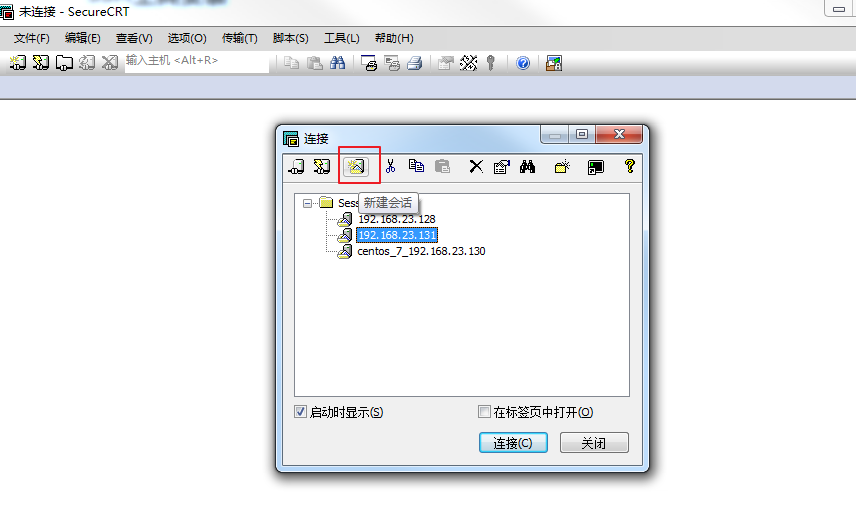 未连接 - SecureCRT
文件(F) 编辑(E) 查看(V) 选项(O) 传输(T) 脚本(S) 工具(L) 帮助(H)
输入主机 <Alt+R>
连接
新建会话
192.168.23.128
192.168.23.131
centos_7_192.168.23.130
启动时显示(S) 在标签页中打开(O)
连接(C) 关闭